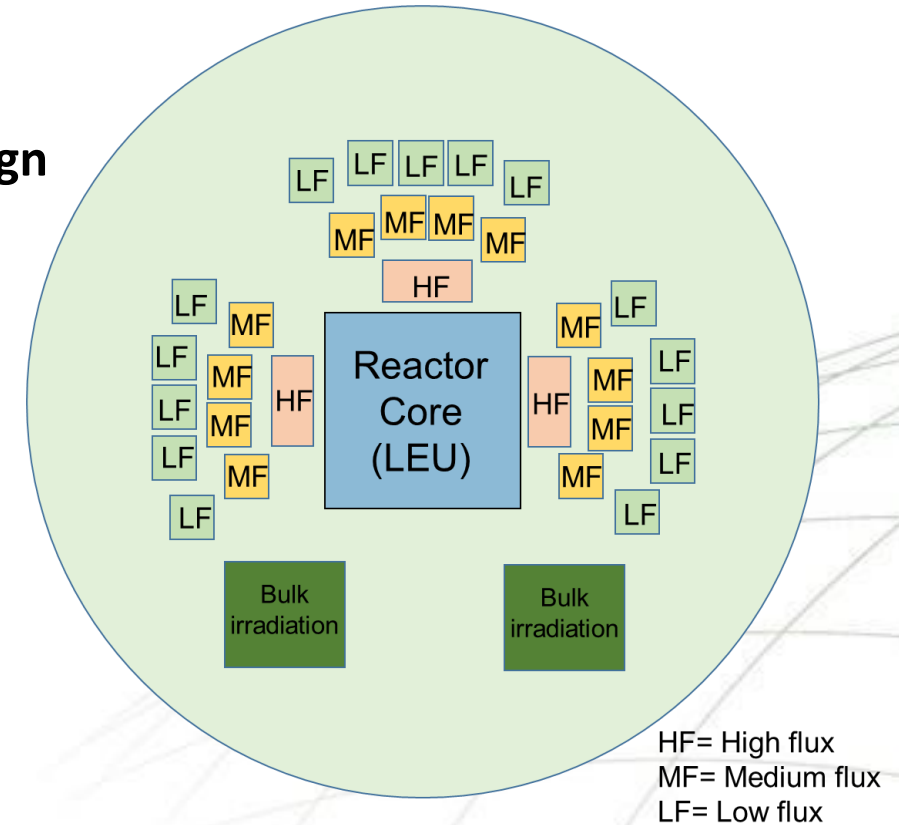 gn
LF
LF
LF
LF
LF
MF
MF
MF
MF
HF
LF
MF
LF
MF
LF
MF
LF
MF
LF
HF
Reactor
Core
(LEU)
HF
MF
LF
MF
LF
MF
LF
MF
LF
LF
Bulk
irradiation
Bulk
irradiation
HF= High flux
MF= Medium flux
LF= Low flux